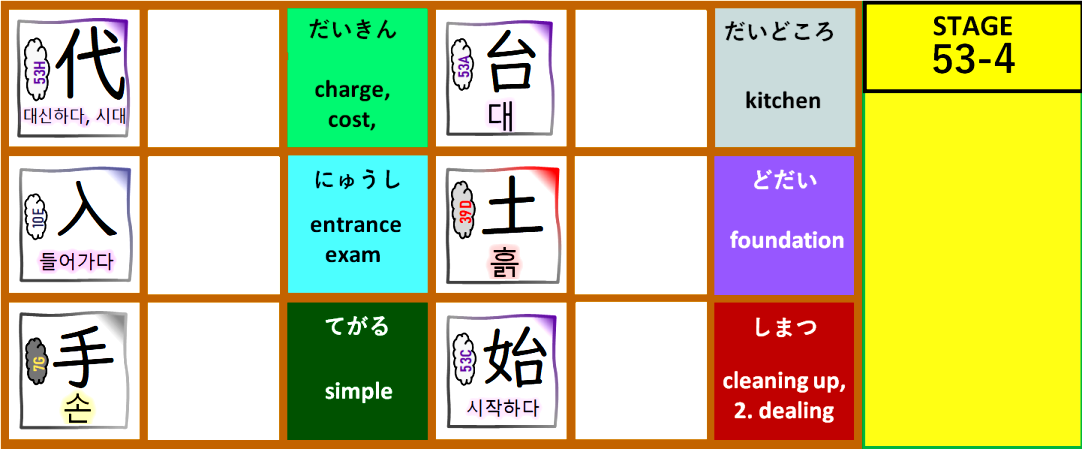 53H
代
대신하다, 시대
だいきん
charge,
cost,
53A
台
대
だいどころ
kitchen
STAGE
53-4
10E
入
들어가다
にゅうし
entrance
exam
39D
土
흙
どだい
foundation
7G
手
손
てがる
simple
53C
始
시작하다
しまつ
cleaning up,
2. dealing